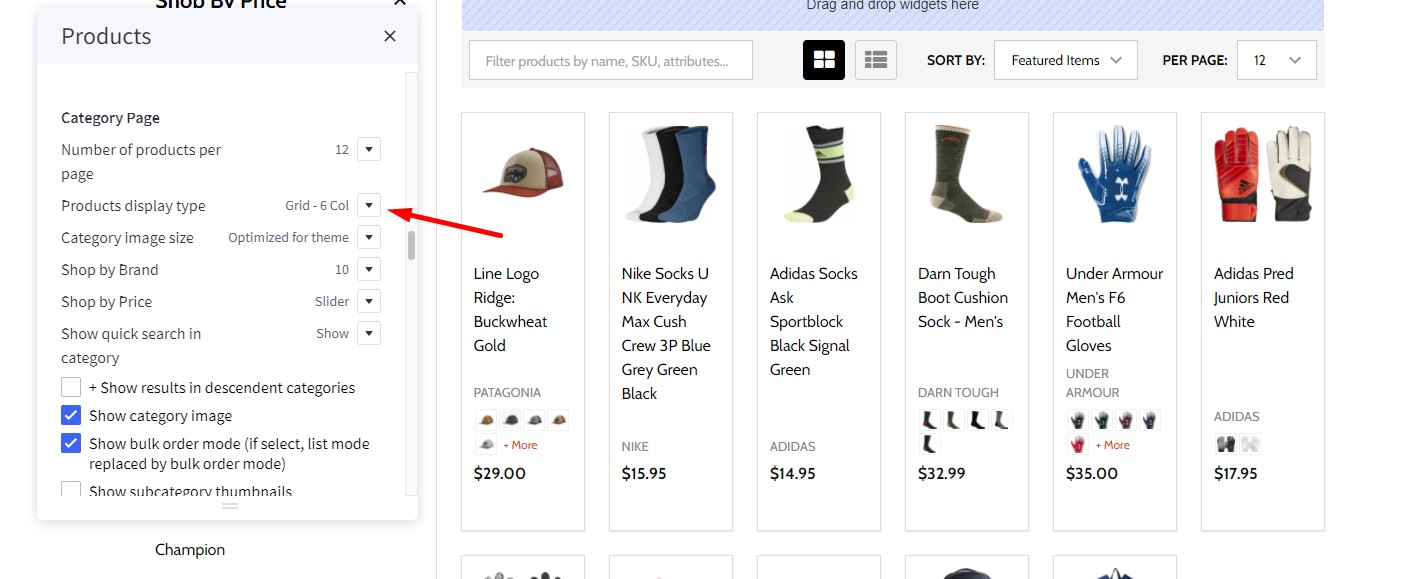 Shop By Price
Products
Category Page
Number of products per
page
12
Products display type
Grid - 6 Col
Category image size
Optimized for theme
Shop by Brand
10
Shop by Price
Slider
Show quick search in
category
Show
+ Show results in descendent categories
Show category image
Show bulk order mode (if select, list mode
replaced by bulk order mode)
Show subcategory thumbnails
Champion
Drag and drop widgets here
Filter products by name, SKU, attributes...
SORT BY:
Featured Items
PER PAGE:
12
Line Logo
Ridge:
Buckwheat
Gold
PATAGONIA
+ More
$29.00
Nike Socks U
NK Everyday
Max Cush
Crew 3P Blue
Grey Green
Black
NIKE
$15.95
Adidas Socks
Ask
Sportblock
Black Signal
Green
ADIDAS
$14.95
Darn Tough
Boot Cushion
Sock - Men's
DARN TOUGH
$32.99
Under Armour
Men's F6
Football
Gloves
UNDER
ARMOUR
+ More
$35.00
Adidas Pred
Juniors Red
White
ADIDAS
$17.95